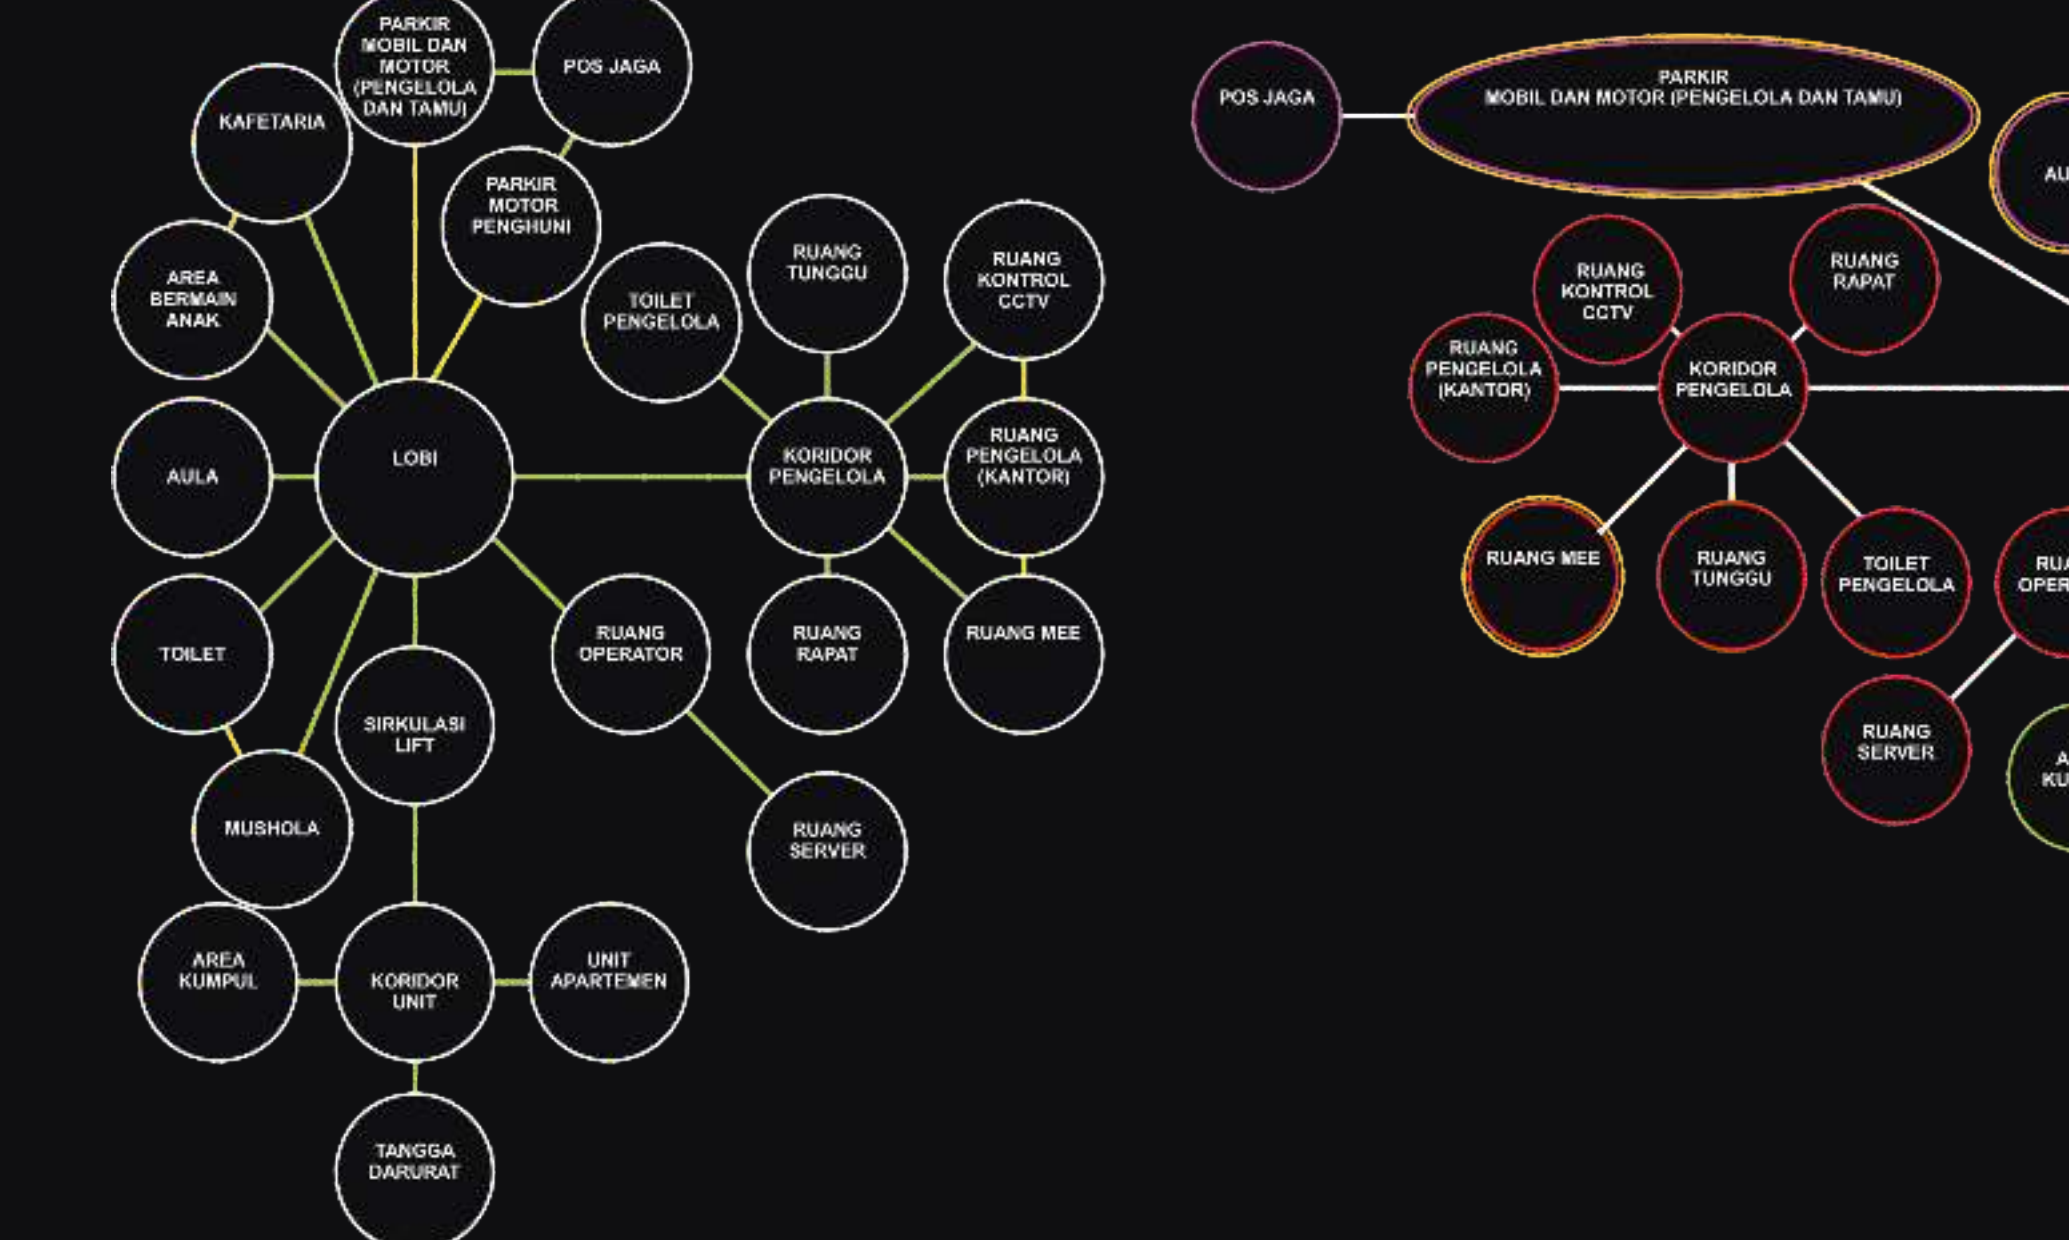 PARKIR
MOBIL DAN
MOTOR
(PENGELOLA
DAN TAMU)
POS JAGA
KAFETARIA
PARKIR
MOTOR
PENGHUNI
AREA
BERMAIN
ANAK
TOILET
PENGELOLA
RUANG
TUNGGU
RUANG
KONTROL
CCTV
AULA
LOBI
KORIDOR
PENGELOLA
RUANG
PENGELOLA
(KANTOR)
TOILET
RUANG
OPERATOR
RUANG
RAPAT
RUANG MEE
SIRKULASI
LIFT
MUSHOLA
RUANG
SERVER
AREA
KUMPUL
KORIDOR
UNIT
UNIT
APARTEMEN
TANGGA
DARURAT
POS JAGA
PARKIR
MOBIL DAN MOTOR (PENGELOLA DAN TAMU)
AU
RUANG
KONTROL
CCTV
RUANG
RAPAT
RUANG
PENGELOLA
(KANTOR)
KORIDOR
PENGELOLA
RUANG MEE
RUANG
TUNGGU
TOILET
PENGELOLA
RUA
OPER
RUANG
SERVER
A
KU